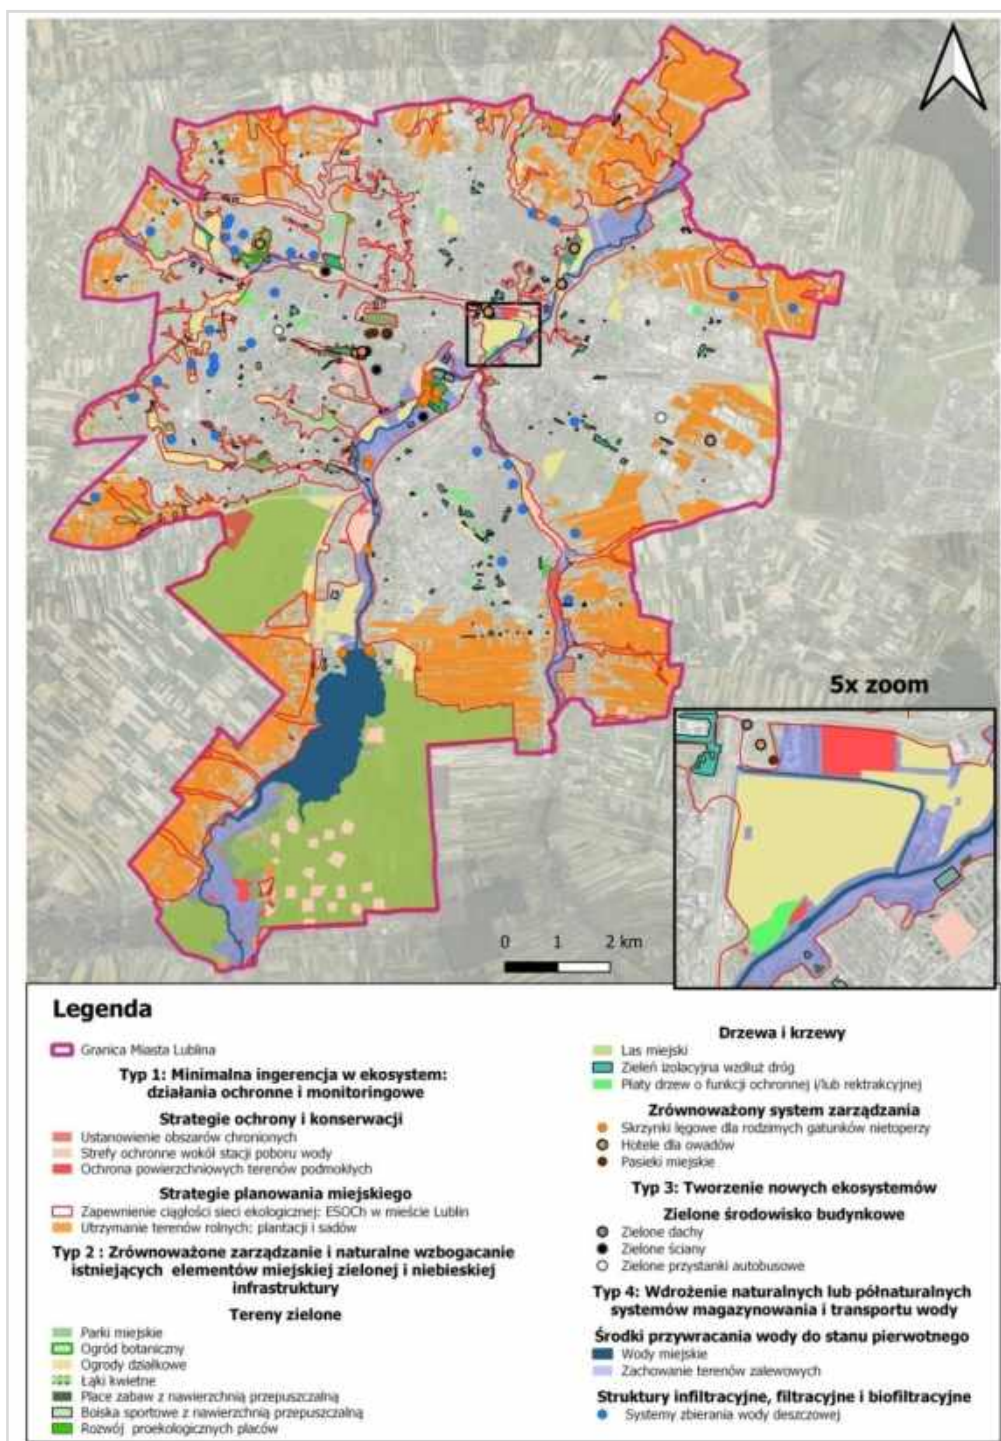 5x zoom
0 1 2 km
Legenda
Granica Miasta Lublina
Typ 1: Minimalna ingerencja w ekosystem:
działania ochronne i monitoringowe
Strategie ochrony i konserwacji
Ustanowienie obszarów chronionych
Strefy ochronne wokół stacji poboru wody
Ochrona powierzchniowych terenów podmokłych
Strategie planowania miejskiego
Zapewnienie ciągłości sieci ekologicznej: ESOCh w mieście Lublin
Utrzymanie terenów rolnych: plantacji i sadów
Typ 2 : Zrównoważone zarządzanie i naturalne wzbogacanie
istniejących elementów miejskiej zielonej i niebieskiej
infrastruktury
Tereny zielone
Parki miejskie
Ogród botaniczny
Ogrody działkowe
Łąki kwietne
Place zabaw z nawierzchnią przepuszczalną
Boiska sportowe z nawierzchnią przepuszczalną
Rozwój proekologicznych placów
Drzewa i krzewy
Las miejski
Zieleń izolacyjna wzdłuż dróg
Płaty drzew o funkcji ochronnej i/lub rektrakcyjnej
Zrównoważony system zarządzania
Skrzynki lęgowe dla rodzimych gatunków nietoperzy
Hotele dla owadów
Pasieki miejskie
Typ 3: Tworzenie nowych ekosystemów
Zielone środowisko budynkowe
Zielone dachy
Zielone ściany
Zielone przystanki autobusowe
Typ 4: Wdrożenie naturalnych lub półnaturalnych
systemów magazynowania i transportu wody
Środki przywracania wody do stanu pierwotnego
Wody miejskie
Zachowanie terenów zalewowych
Struktury infiltracyjne, filtracyjne i biofiltracyjne
Systemy zbierania wody deszczowej